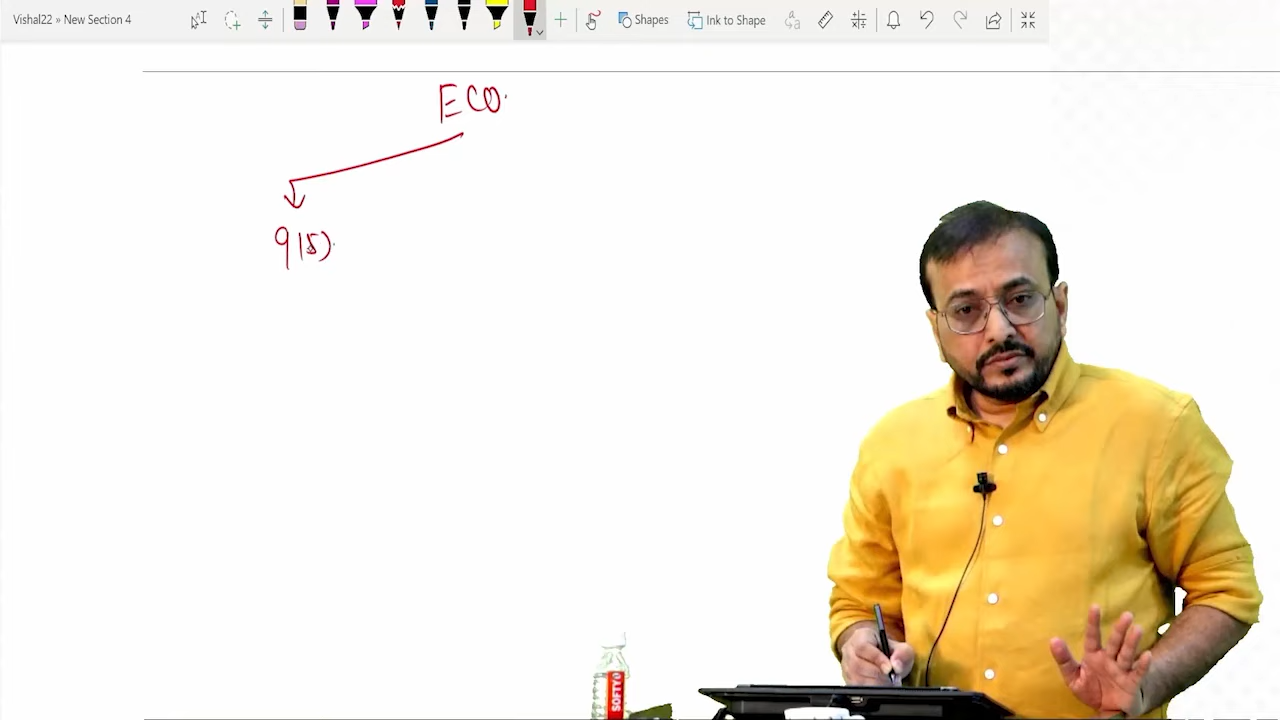 Vishal22 » New Section 4
Shapes
Ink to Shape
ECO.
9(5)
SOFTY